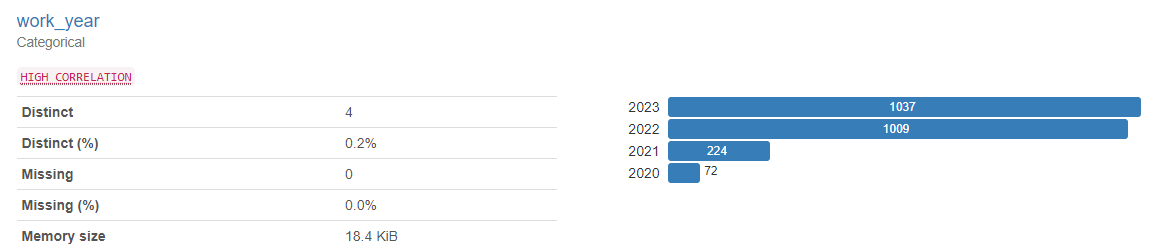 work_year
Categorical
HIGH CORRELATION
Distinct 4
Distinct (%) 0.2%
Missing 0
Missing (%) 0.0%
Memory size 18.4 KiB
2023 1037
2022 1009
2021 224
2020 72